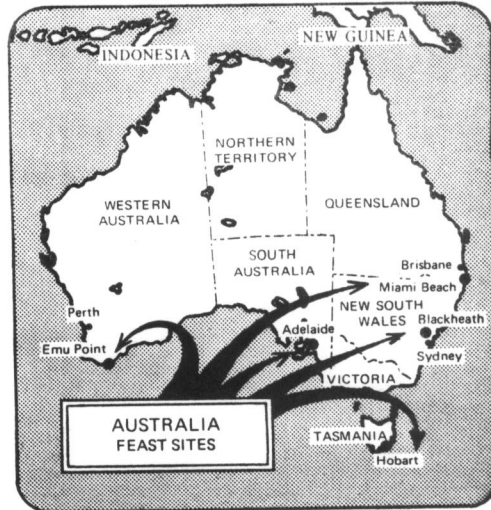 INDONESIA
NEW GUINEA
NORTHERN
TERRITORY
WESTERN
AUSTRALIA
QUEENSLAND
SOUTH
AUSTRALIA
Brisbane
Miami Beach
NEW SOUTH
WALES
Blackheath
Perth
Adelaide
Emu Point
Sydney
VICTORIA
AUSTRALIA
FEAST SITES
TASMANIA
Hobart